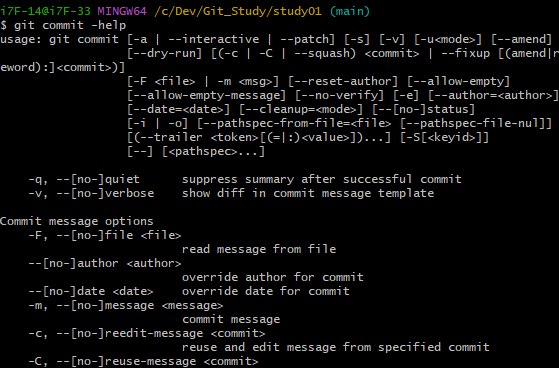 i7F-14@i7F-33 MINGW64 /c/Dev/Git_Study/study01 (main)
$ git commit -help
usage: git commit [-a | --interactive | --patch] [-s] [-v] [-u<mode>] [--amend]
                  [--dry-run] [(-c | -C | --squash) <commit> | --fixup [(amend|r
eword):]<commit>)]
                  [-F <file> | -m <msg>] [--reset-author] [--allow-empty]
                  [--allow-empty-message] [--no-verify] [-e] [--author=<author>]
                  [--date=<date>] [--cleanup=<mode>] [--[no-]status]
                  [-i | -o] [--pathspec-from-file=<file> [--pathspec-file-nul]]
                  [(--trailer <token>[(=|:)<value>])...] [-S[<keyid>]]
                  [--] [<pathspec>...]
    -q, --[no-]quiet      suppress summary after successful commit
    -v, --[no-]verbose    show diff in commit message template
Commit message options
    -F, --[no-]file <file>
                          read message from file
    --[no-]author <author>
                          override author for commit
    --[no-]date <date>    override date for commit
    -m, --[no-]message <message>
                          commit message
    -c, --[no-]reedit-message <commit>
                          reuse and edit message from specified commit
    -C, --[no-]reuse-message <commit>